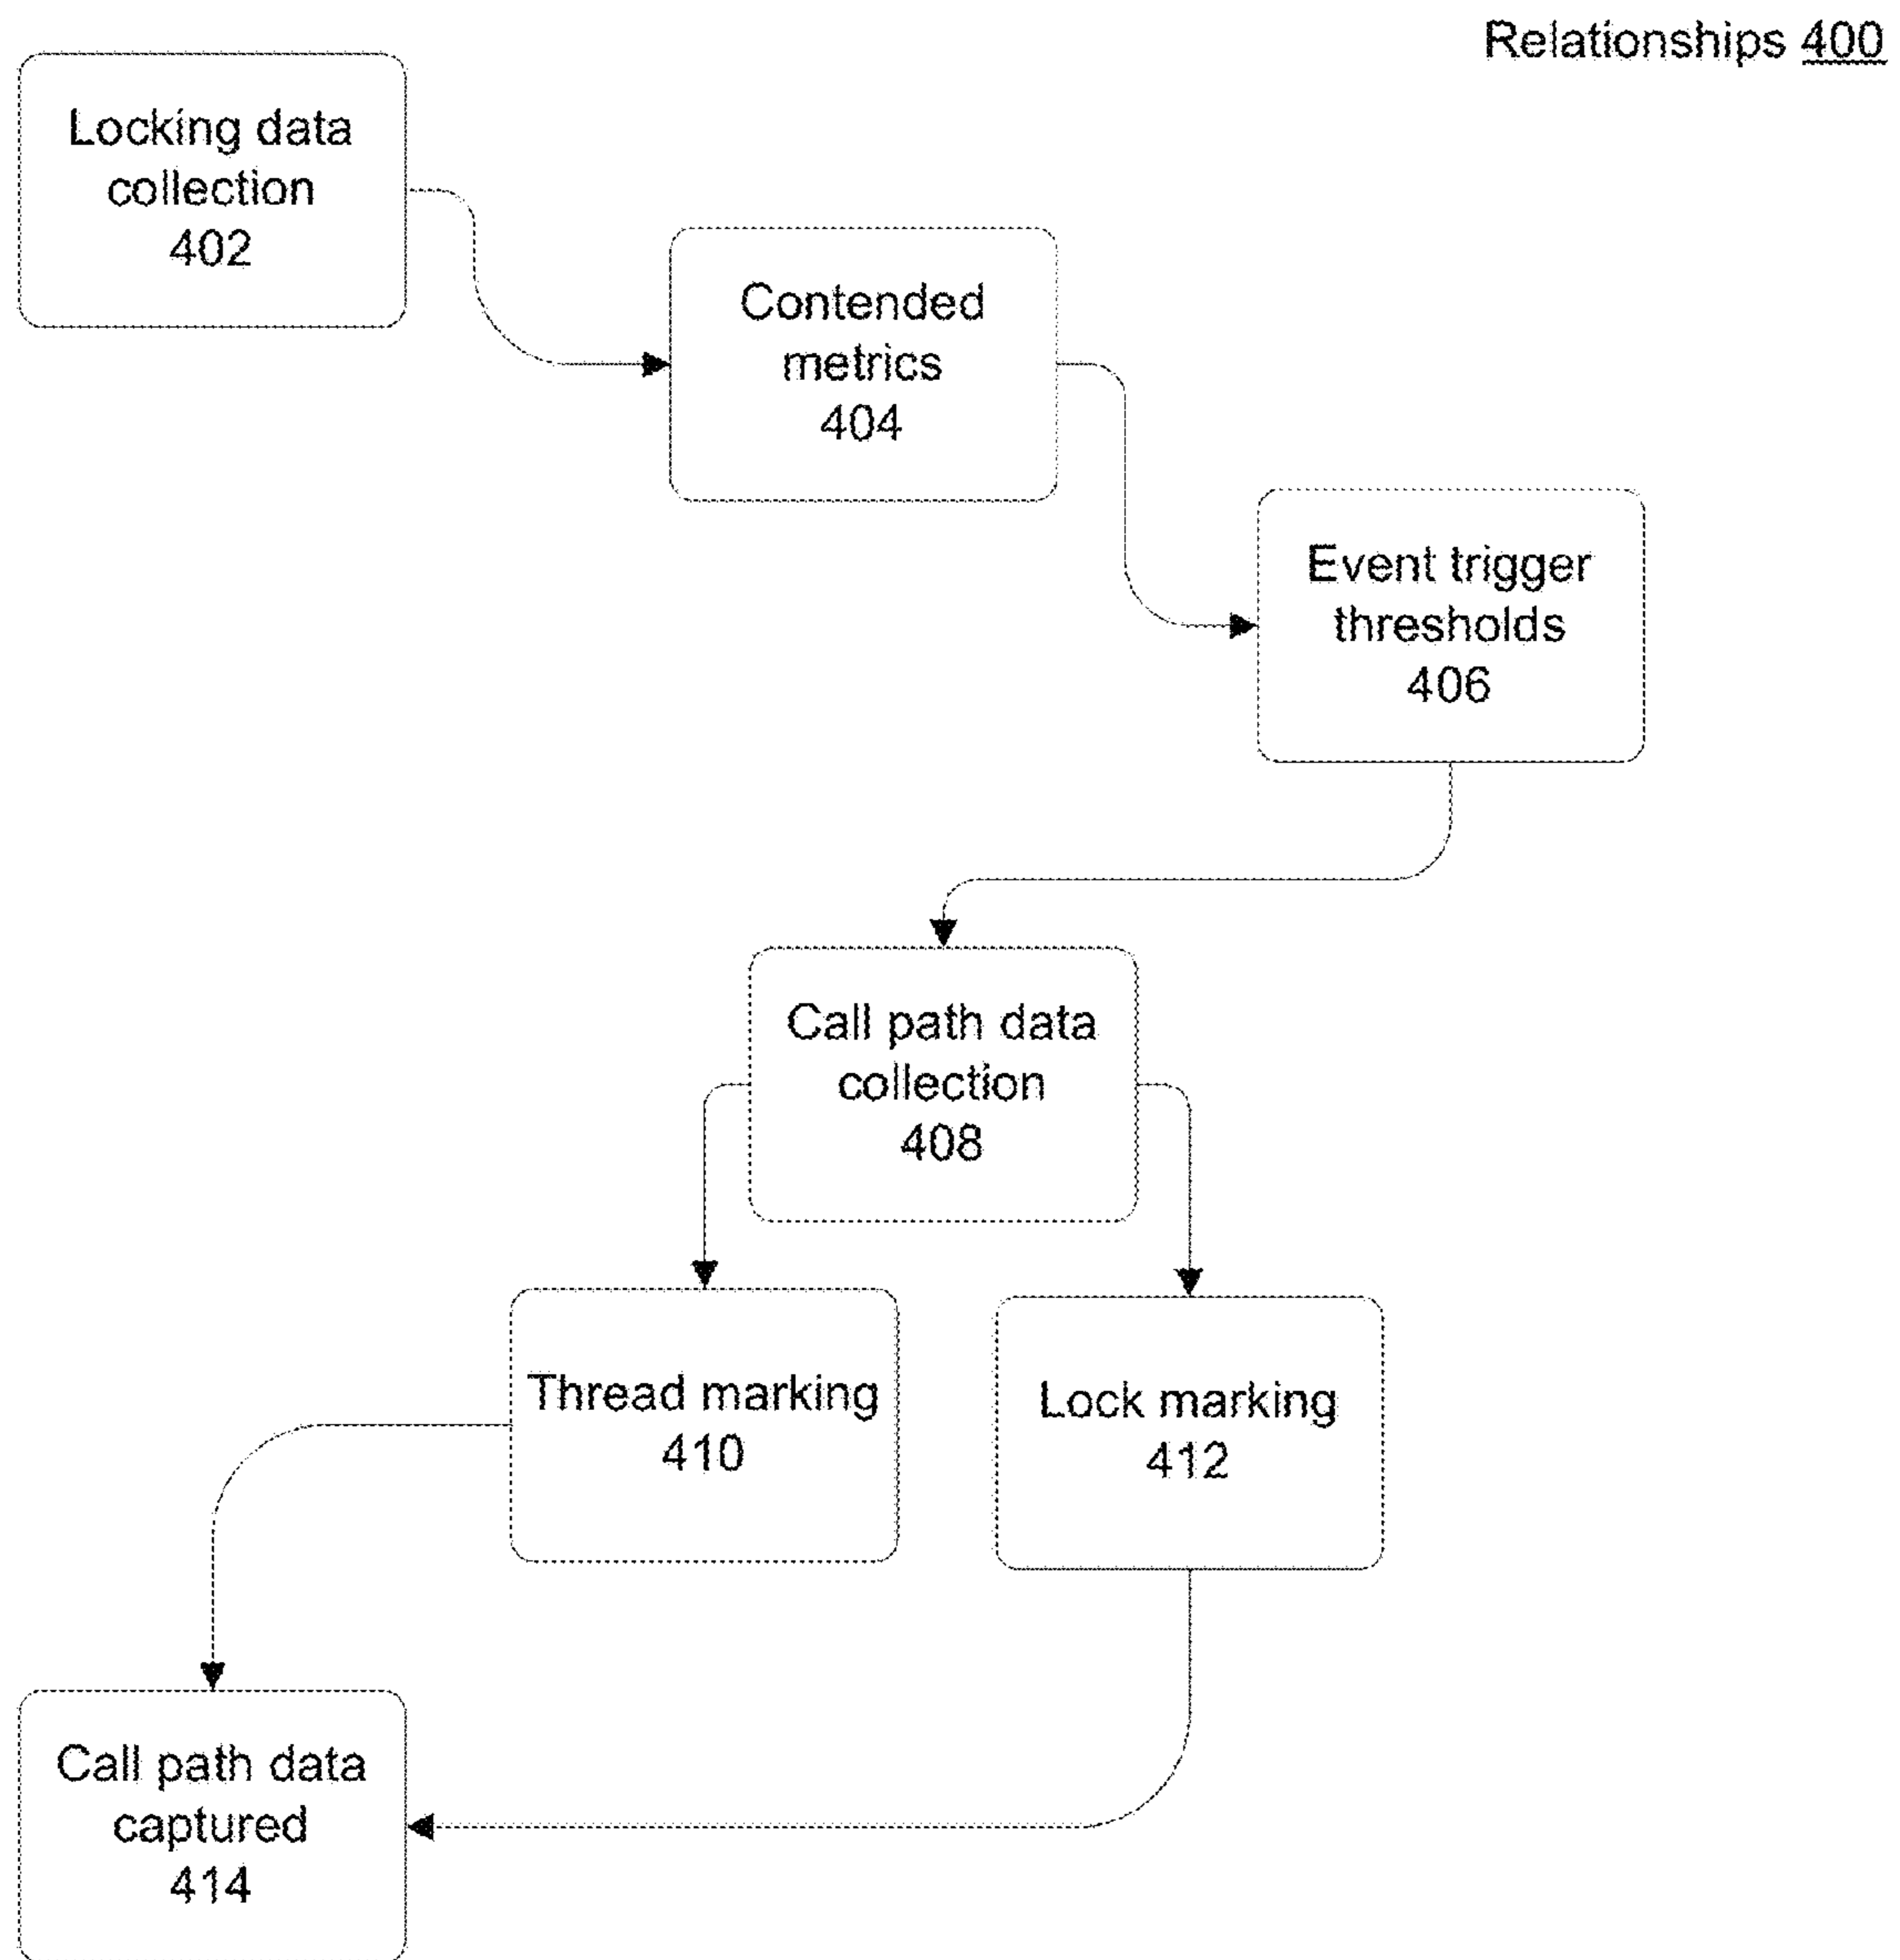 Relationships 400
Locking data
collection
402
Contended
metrics
404
Event trigger
thresholds
406
Call path data
collection
408
Thread marking
410
Lock marking
412
Call path data
captured
414